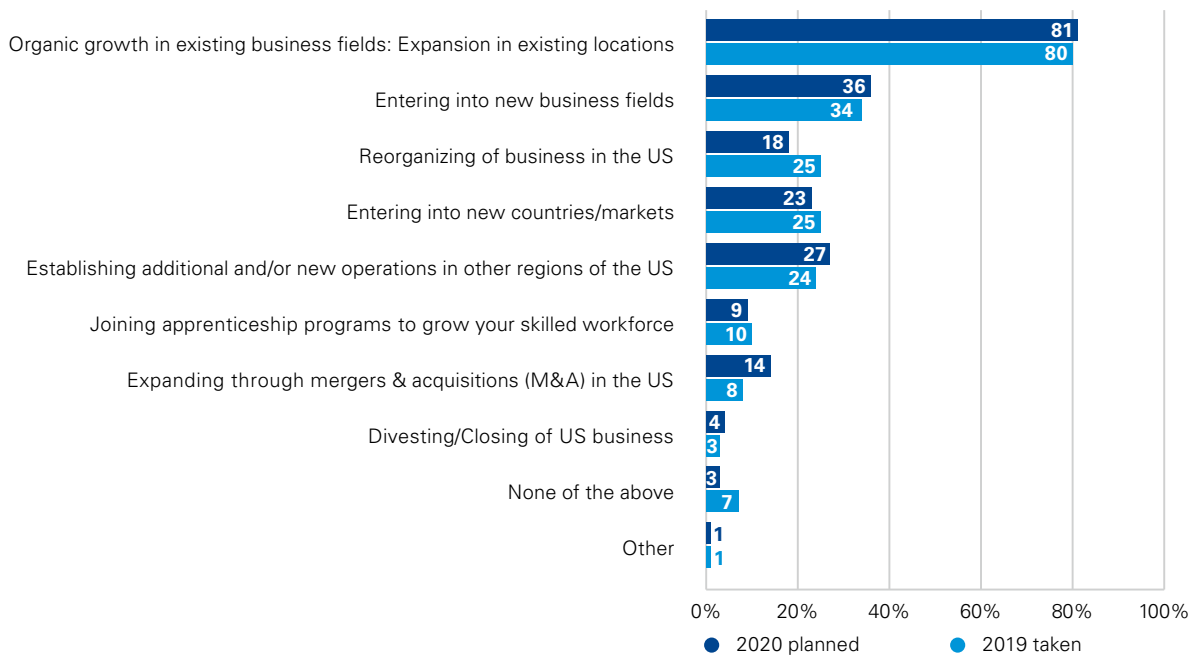 Organic growth in existing business fields: Expansion in existing locations
81
80
Entering into new business fields
36
34
Reorganizing of business in the US
18
25
Entering into new countries/markets
23
25
Establishing additional and/or new operations in other regions of the US
27
24
Joining apprenticeship programs to grow your skilled workforce
9
10
Expanding through mergers & acquisitions (M&A) in the US
14
8
Divesting/Closing of US business
4
3
None of the above
3
7
Other
1
1
0% 20% 40% 60% 80% 100%
2020 planned 2019 taken